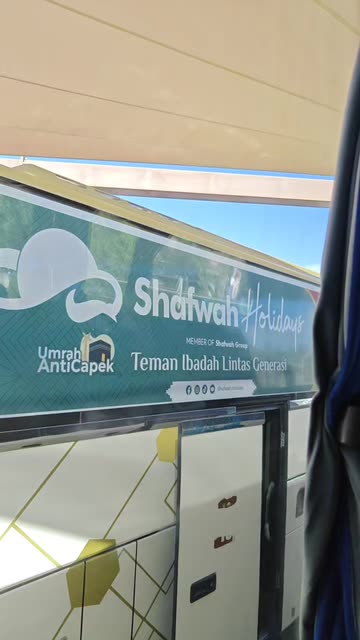 Shafwah Holidays
MEMBER OF Shafwah Group
Umrah
AntiCapek
Teman Ibadah Lintas Generasi